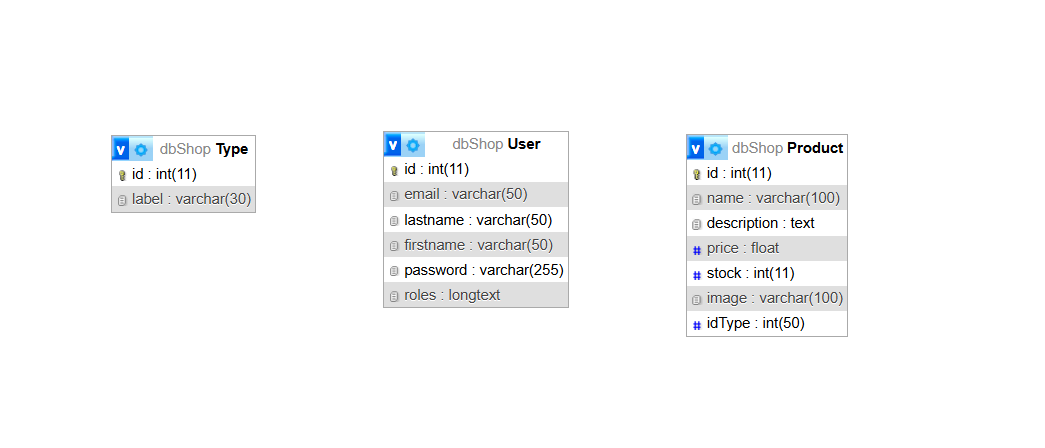 v dbShop Type
id : int(11)
label : varchar(30)
v dbShop User
id : int(11)
email : varchar(50)
lastname : varchar(50)
firstname : varchar(50)
password : varchar(255)
roles : longtext
v dbShop Product
id : int(11)
name : varchar(100)
description : text
# price : float
# stock : int(11)
image : varchar(100)
# idType : int(50)